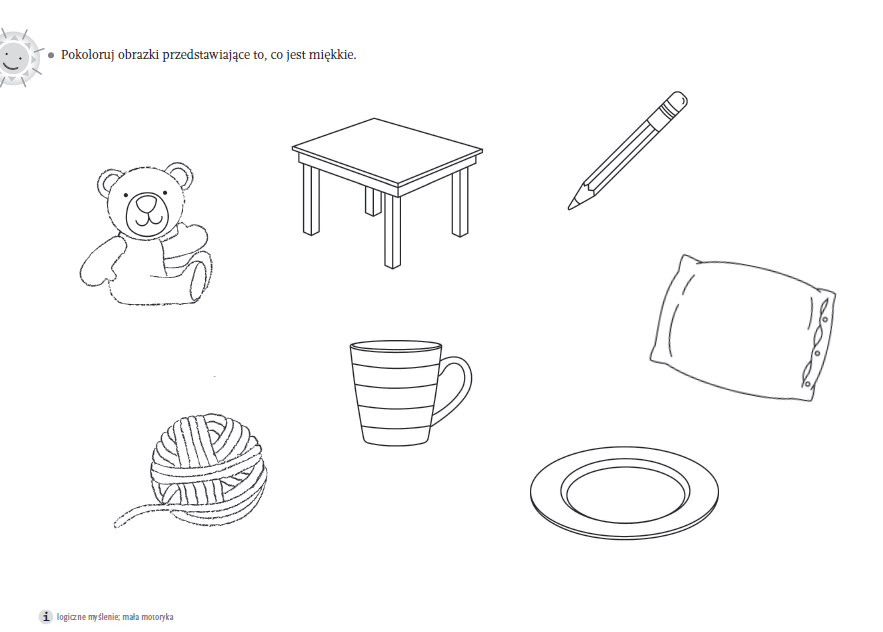 Pokoloruj obrazki przedstawiające to, co jest miękkie.
i logiczne myślenie; mała motoryka